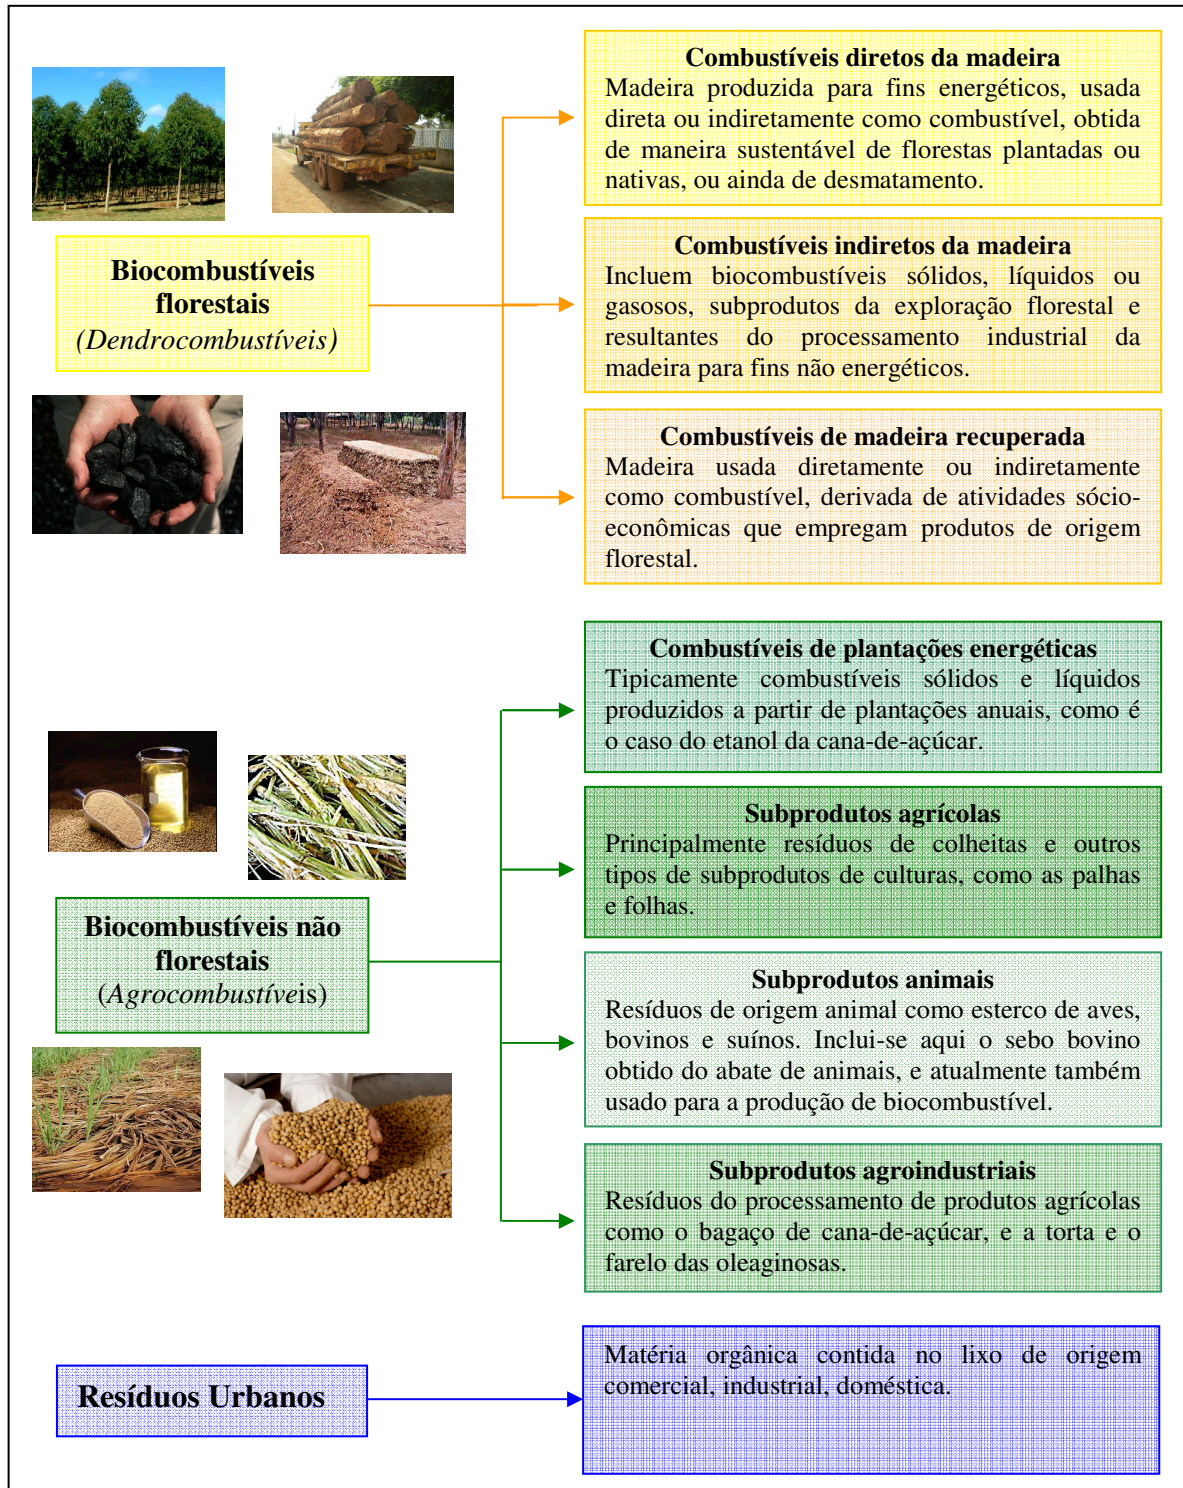 Combustíveis diretos da madeira
Madeira produzida para fins energéticos, usada
direta ou indiretamente como combustível, obtida
de maneira sustentável de florestas plantadas ou
nativas, ou ainda de desmatamento.
Biocombustíveis
florestais
(Dendrocombustíveis)
Combustíveis indiretos da madeira
Incluem biocombustíveis sólidos, líquidos ou
gasosos, subprodutos da exploração florestal e
resultantes do processamento industrial da
madeira para fins não energéticos.
Combustíveis de madeira recuperada
Madeira usada diretamente ou indiretamente
como combustível, derivada de atividades sócio-
econômicas que empregam produtos de origem
florestal.
Combustíveis de plantações energéticas
Tipicamente combustíveis sólidos e líquidos
produzidos a partir de plantações anuais, como é
o caso do etanol da cana-de-açúcar.
Subprodutos agrícolas
Principalmente resíduos de colheitas e outros
tipos de subprodutos de culturas, como as palhas
e folhas.
Biocombustíveis não
florestais
(Agrocombustíveis)
Subprodutos animais
Resíduos de origem animal como esterco de aves,
bovinos e suínos. Inclui-se aqui o sebo bovino
obtido do abate de animais, e atualmente também
usado para a produção de biocombustível.
Subprodutos agroindustriais
Resíduos do processamento de produtos agrícolas
como o bagaço de cana-de-açúcar, e a torta e o
farelo das oleaginosas.
Resíduos Urbanos
Matéria orgânica contida no lixo de origem
comercial, industrial, doméstica.